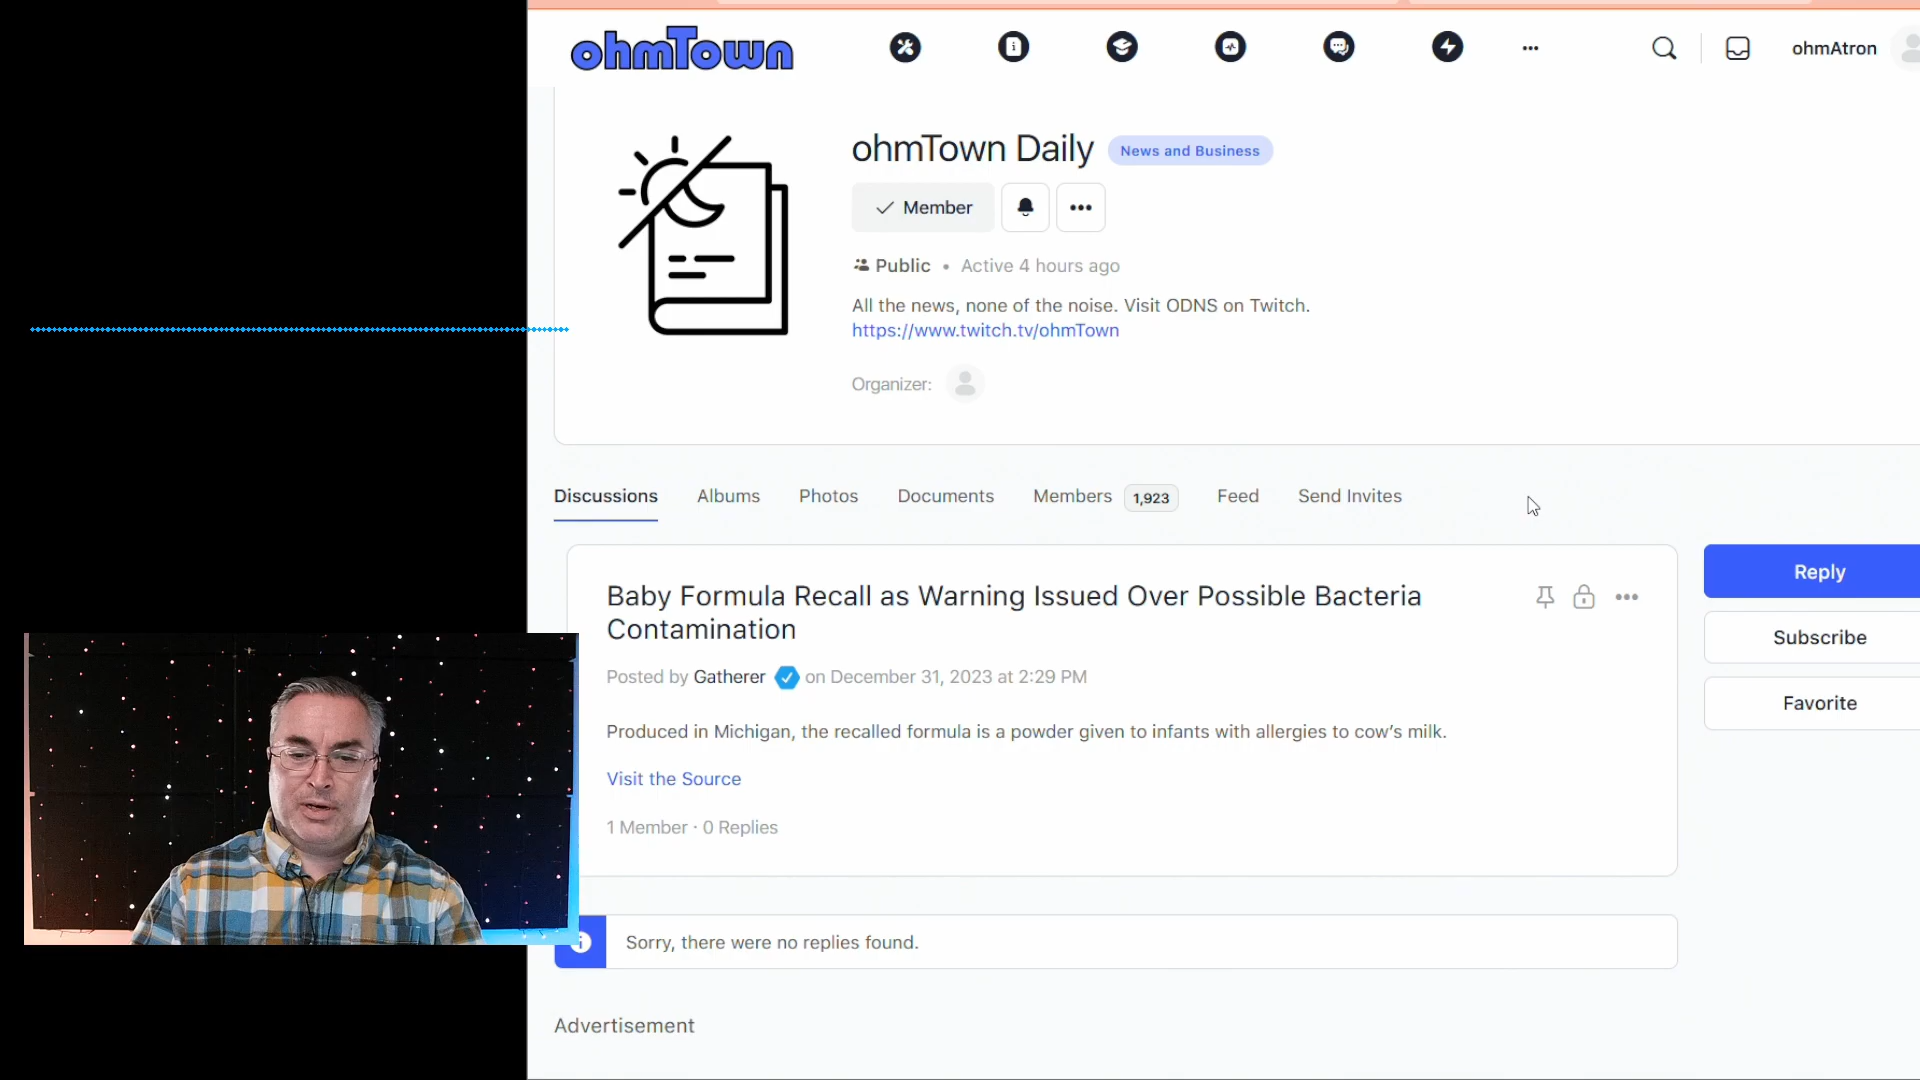 ohmTown
ohmAtron
ohmTown Daily
News and Business
Member
Public • Active 4 hours ago
All the news, none of the noise. Visit ODNS on Twitch.
https://www.twitch.tv/ohmTown
Organizer:
Discussions Albums Photos Documents Members 1,923 Feed Send Invites
Baby Formula Recall as Warning Issued Over Possible Bacteria
Contamination
Posted by Gatherer on December 31, 2023 at 2:29 PM
Produced in Michigan, the recalled formula is a powder given to infants with allergies to cow’s milk.
Visit the Source
1 Member · 0 Replies
Reply
Subscribe
Favorite
Sorry, there were no replies found.
Advertisement